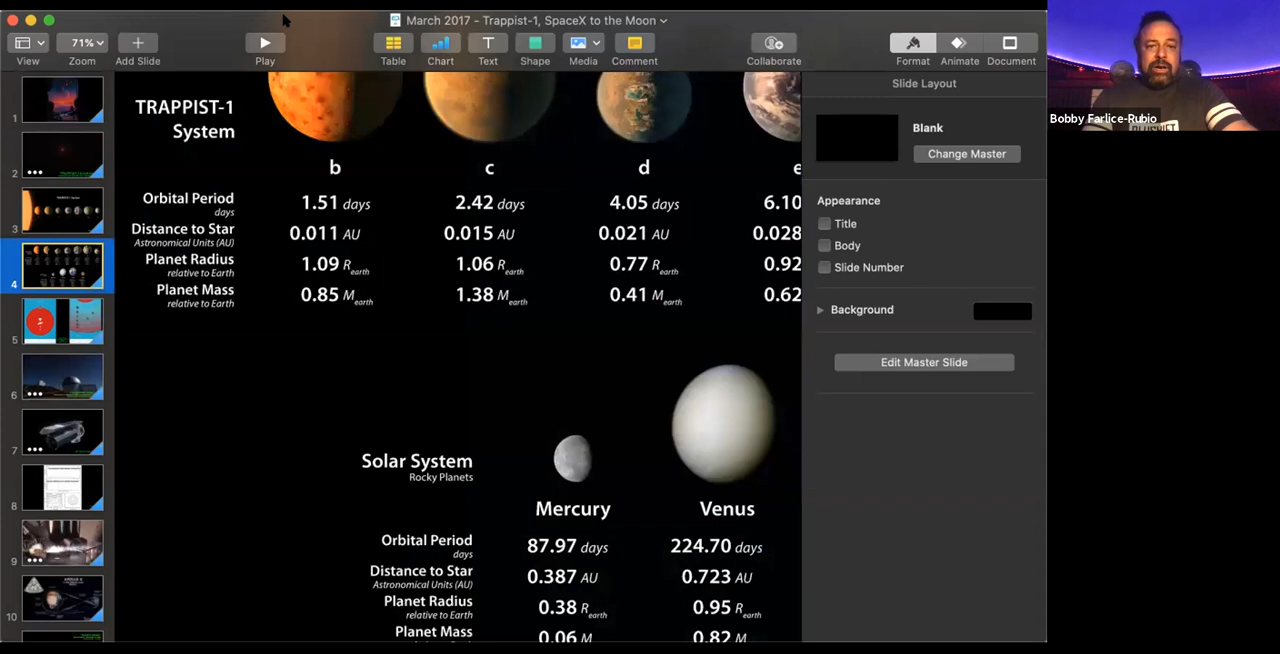 March 2017 - Trappist-1, SpaceX to the Moon
71%
View Zoom Add Slide Play Table Chart Text Shape Media Comment Collaborate Format Animate Document
Slide Layout
Blank
Change Master
Appearance
Title
Body
Slide Number
Background
Edit Master Slide
Bobby Farlice-Rubio
1
2
3
4
5
6
7
8
9
10
TRAPPIST-1
System
b c d e
Orbital Period 1.51 days 2.42 days 4.05 days 6.10
days
Distance to Star 0.011 AU 0.015 AU 0.021 AU 0.028
Astronomical Units (AU)
Planet Radius 1.09 Rearth 1.06 Rearth 0.77 Rearth 0.92
relative to Earth
Planet Mass 0.85 Mearth 1.38 Mearth 0.41 Mearth 0.62
relative to Earth
Solar System
Rocky Planets
Mercury Venus
Orbital Period 87.97 days 224.70 days
days
Distance to Star 0.387 AU 0.723 AU
Astronomical Units (AU)
Planet Radius 0.38 Rearth 0.95 Rearth
relative to Earth
Planet Mass 0.06 M 0.82 M